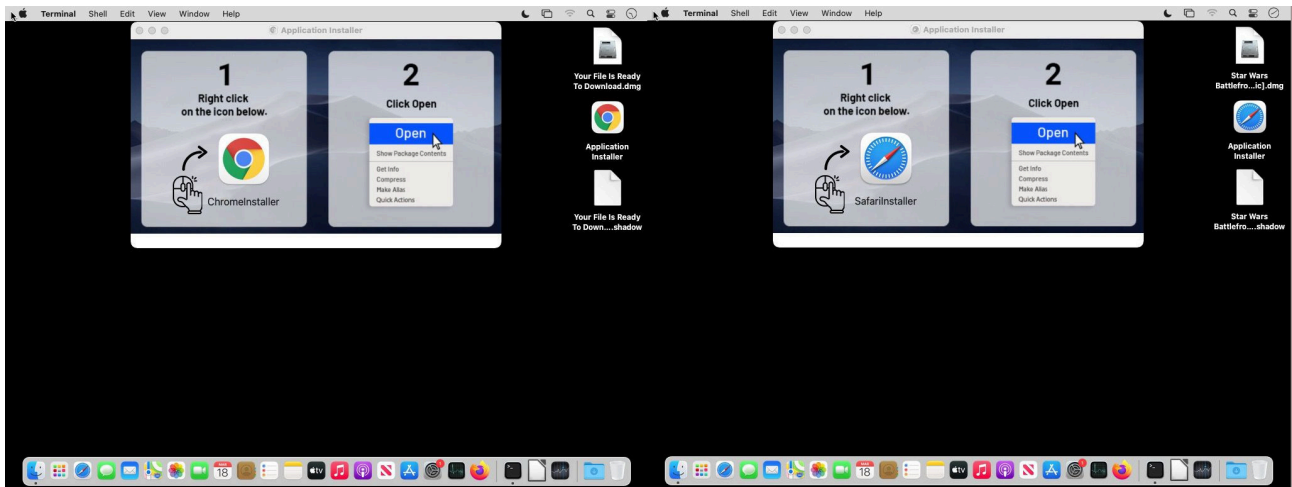 Terminal Shell Edit View Window Help
Application Installer
1
Right click
on the icon below.
ChromeInstaller
2
Click Open
Open
Show Package Contents
Get Info
Compress
Make Alias
Quick Actions
Your File Is Ready
To Download.dmg
Application
Installer
Your File Is Ready
To Down....shadow
18
tv
Terminal Shell Edit View Window Help
Application Installer
1
Right click
on the icon below.
SafariInstaller
2
Click Open
Open
Show Package Contents
Get Info
Compress
Make Alias
Quick Actions
Star Wars
Battlefro...ic].dmg
Application
Installer
Star Wars
Battlefro....shadow
18
tv